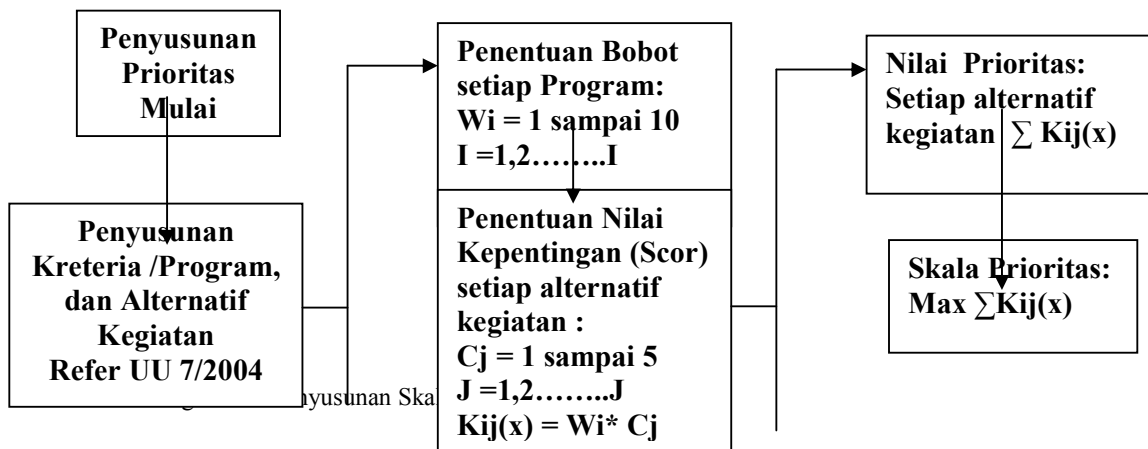 Penyusunan
Prioritas
Mulai
Penyusunan
Kreteria /Program,
dan Alternatif
Kegiatan
Refer UU 7/2004
Penentuan Bobot
setiap Program:
Wi = 1 sampai 10
I =1,2……..I
Penentuan Nilai
Kepentingan (Scor)
setiap alternatif
kegiatan :
Cj = 1 sampai 5
J =1,2……..J
Kij(x) = Wi* Cj
Nilai Prioritas:
Setiap alternatif
kegiatan ∑ Kij(x)
Skala Prioritas:
Max ∑Kij(x)
nyusunan Ska